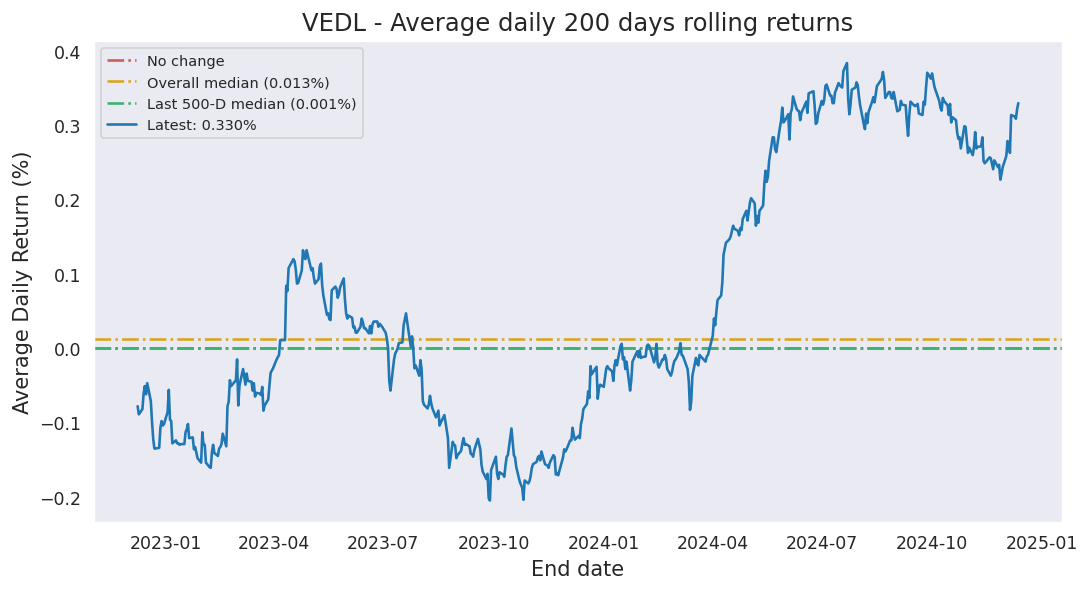 VEDL - Average daily 200 days rolling returns
No change
Overall median (0.013%)
Last 500-D median (0.001%)
Latest: 0.330%
Average Daily Return (%)
0.4
0.3
0.2
0.1
0.0
−0.1
−0.2
2023-01 2023-04 2023-07 2023-10 2024-01 2024-04 2024-07 2024-10 2025-01
End date